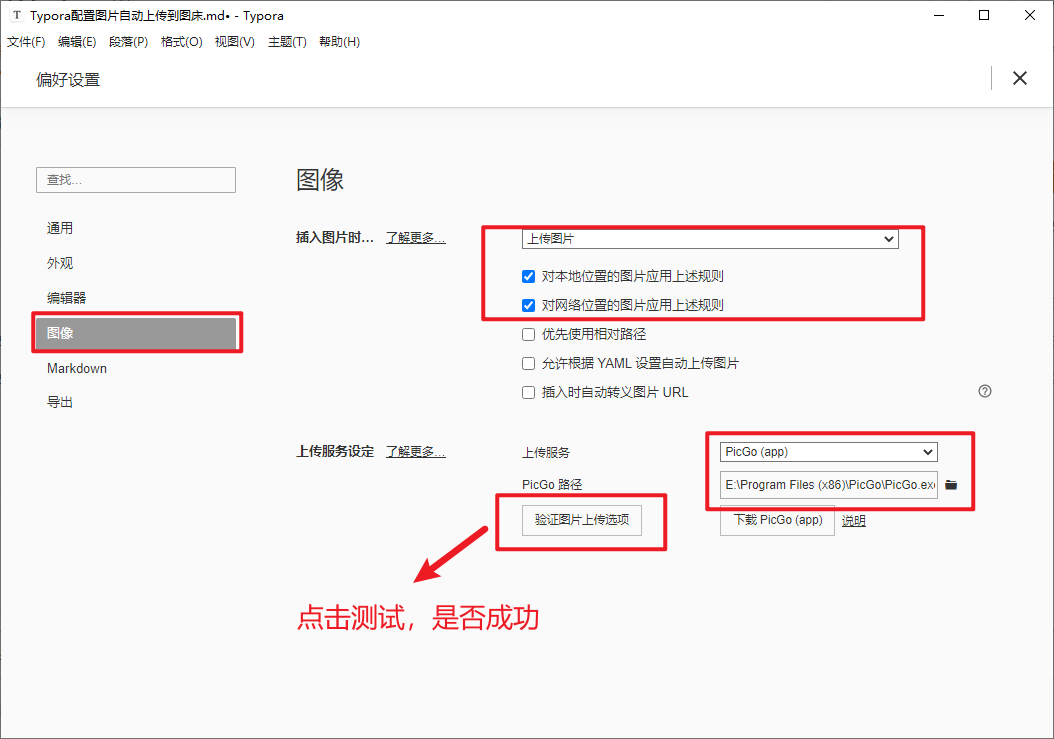 T Typora配置图片自动上传到图床.md• - Typora
文件(F) 编辑(E) 段落(P) 格式(O) 视图(V) 主题(T) 帮助(H)
偏好设置
查找...
通用
外观
编辑器
图像
Markdown
导出
图像
插入图片时... 了解更多...
上传图片
对本地位置的图片应用上述规则
对网络位置的图片应用上述规则
优先使用相对路径
允许根据 YAML 设置自动上传图片
插入时自动转义图片 URL
上传服务设定 了解更多...
上传服务 PicGo (app)
PicGo 路径 E:\Program Files (x86)\PicGo\PicGo.exe
验证图片上传选项 下载 PicGo (app) 说明
点击测试，是否成功